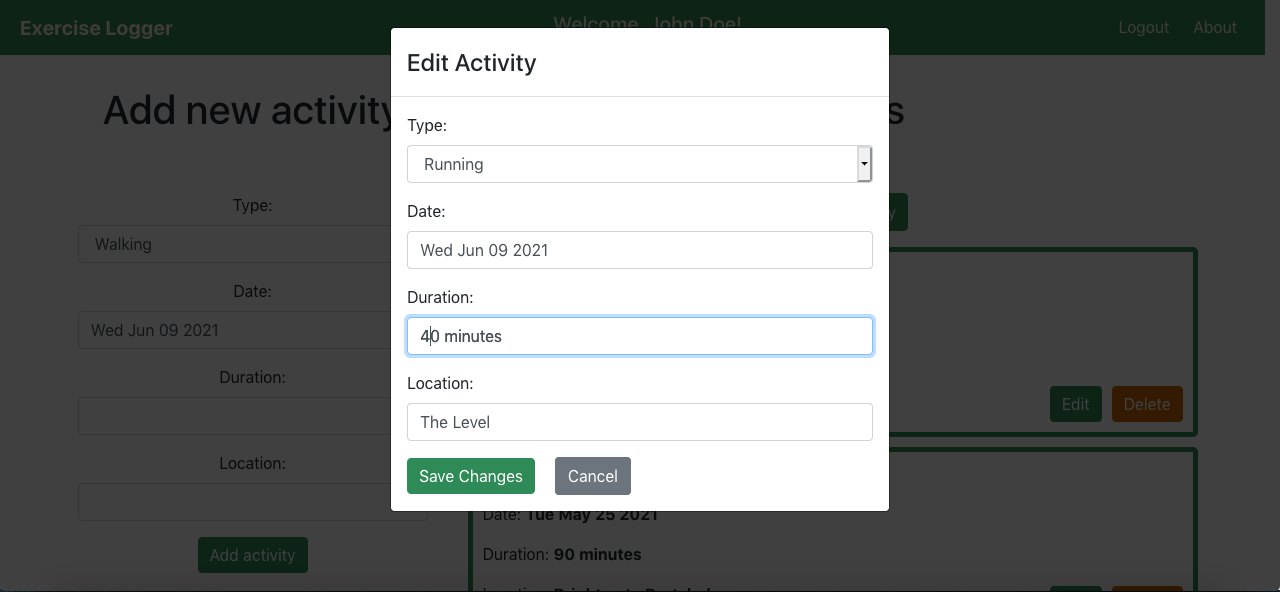 Exercise Logger
Welcome, John Doe!
Logout
About
Add new activity
Type:
Walking
Date:
Wed Jun 09 2021
Duration:
Location:
Add activity
Edit Activity
Type:
Running
Date:
Wed Jun 09 2021
Duration:
40 minutes
Location:
The Level
Save Changes
Cancel
Edit
Delete
Date: Tue May 25 2021
Duration: 90 minutes